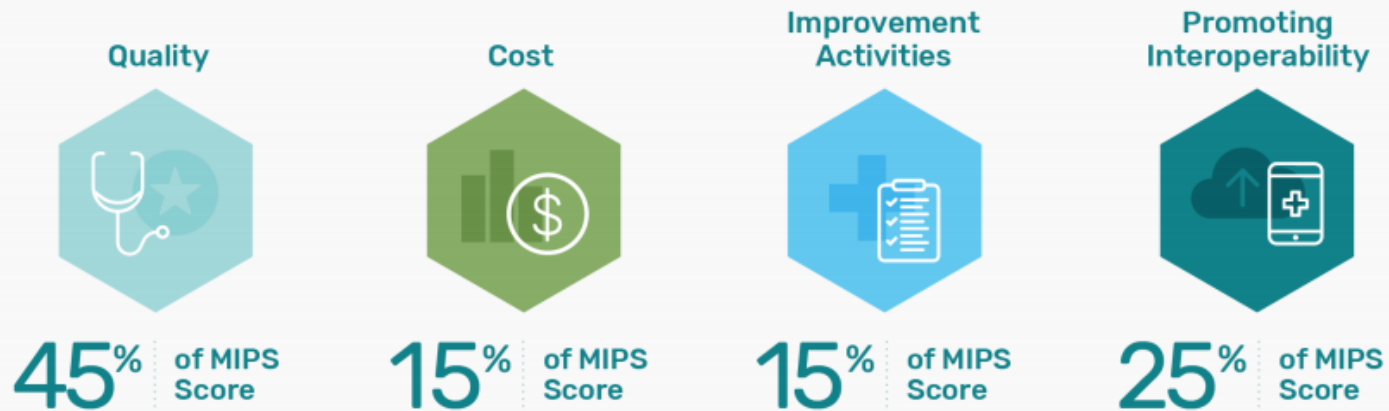 Quality
Cost
Improvement
Activities
Promoting
Interoperability
$
45% of MIPS
Score
15% of MIPS
Score
15% of MIPS
Score
25% of MIPS
Score